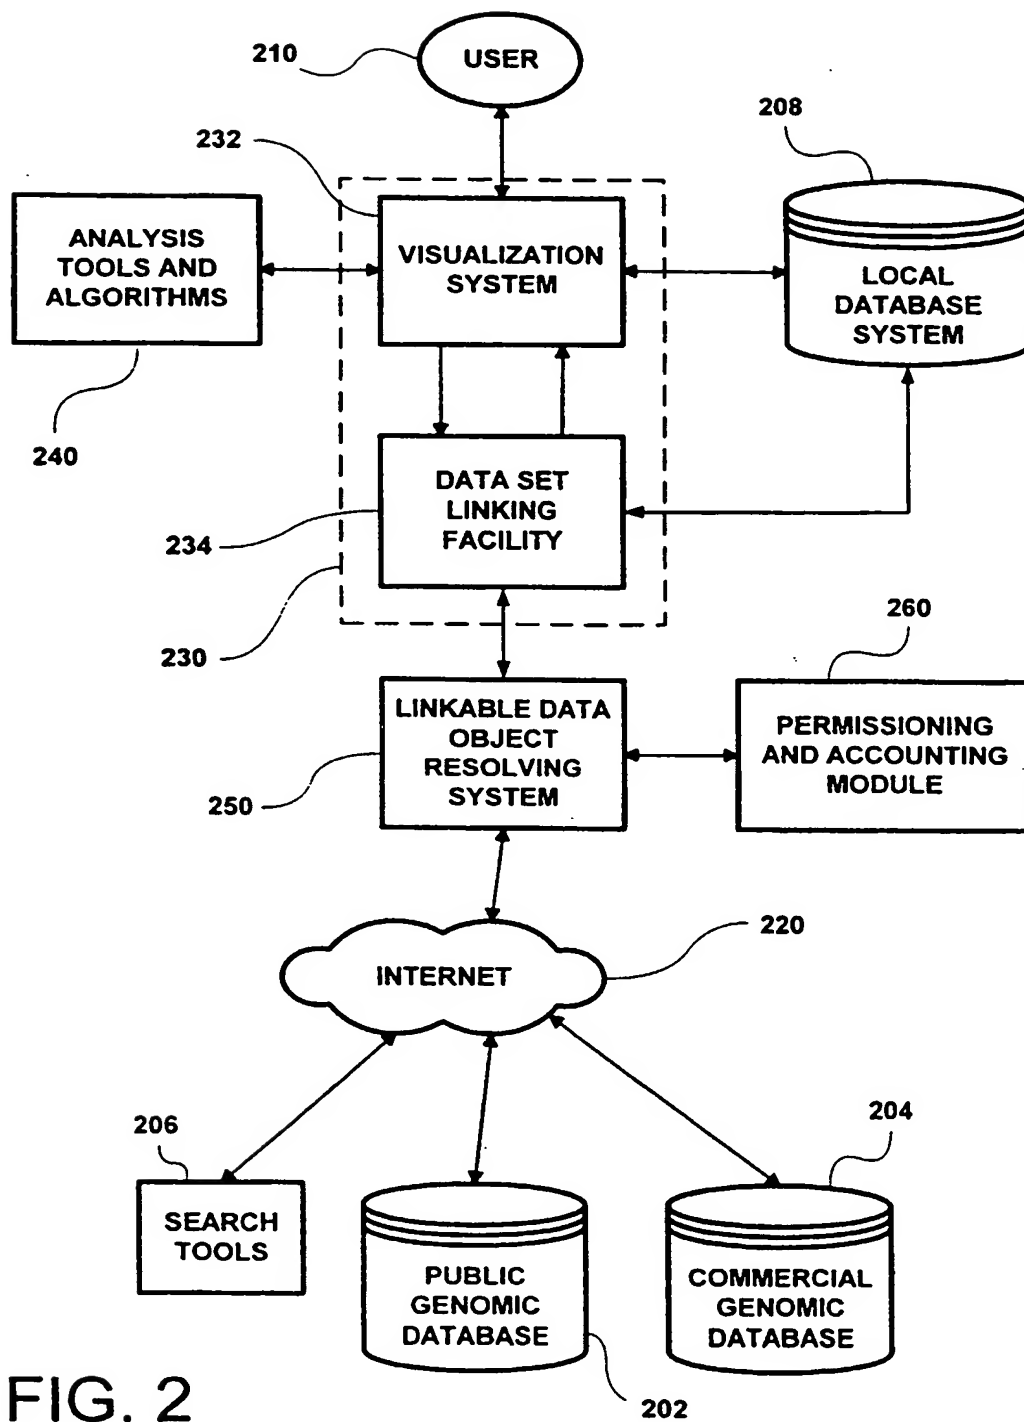 210
USER
232
208
ANALYSIS
TOOLS AND
ALGORITHMS
VISUALIZATION
SYSTEM
LOCAL
DATABASE
SYSTEM
240
DATA SET
LINKING
FACILITY
234
230
260
LINKABLE DATA
OBJECT
RESOLVING
SYSTEM
PERMISSIONING
AND ACCOUNTING
MODULE
250
220
INTERNET
206
204
SEARCH
TOOLS
PUBLIC
GENOMIC
DATABASE
COMMERCIAL
GENOMIC
DATABASE
202
FIG. 2